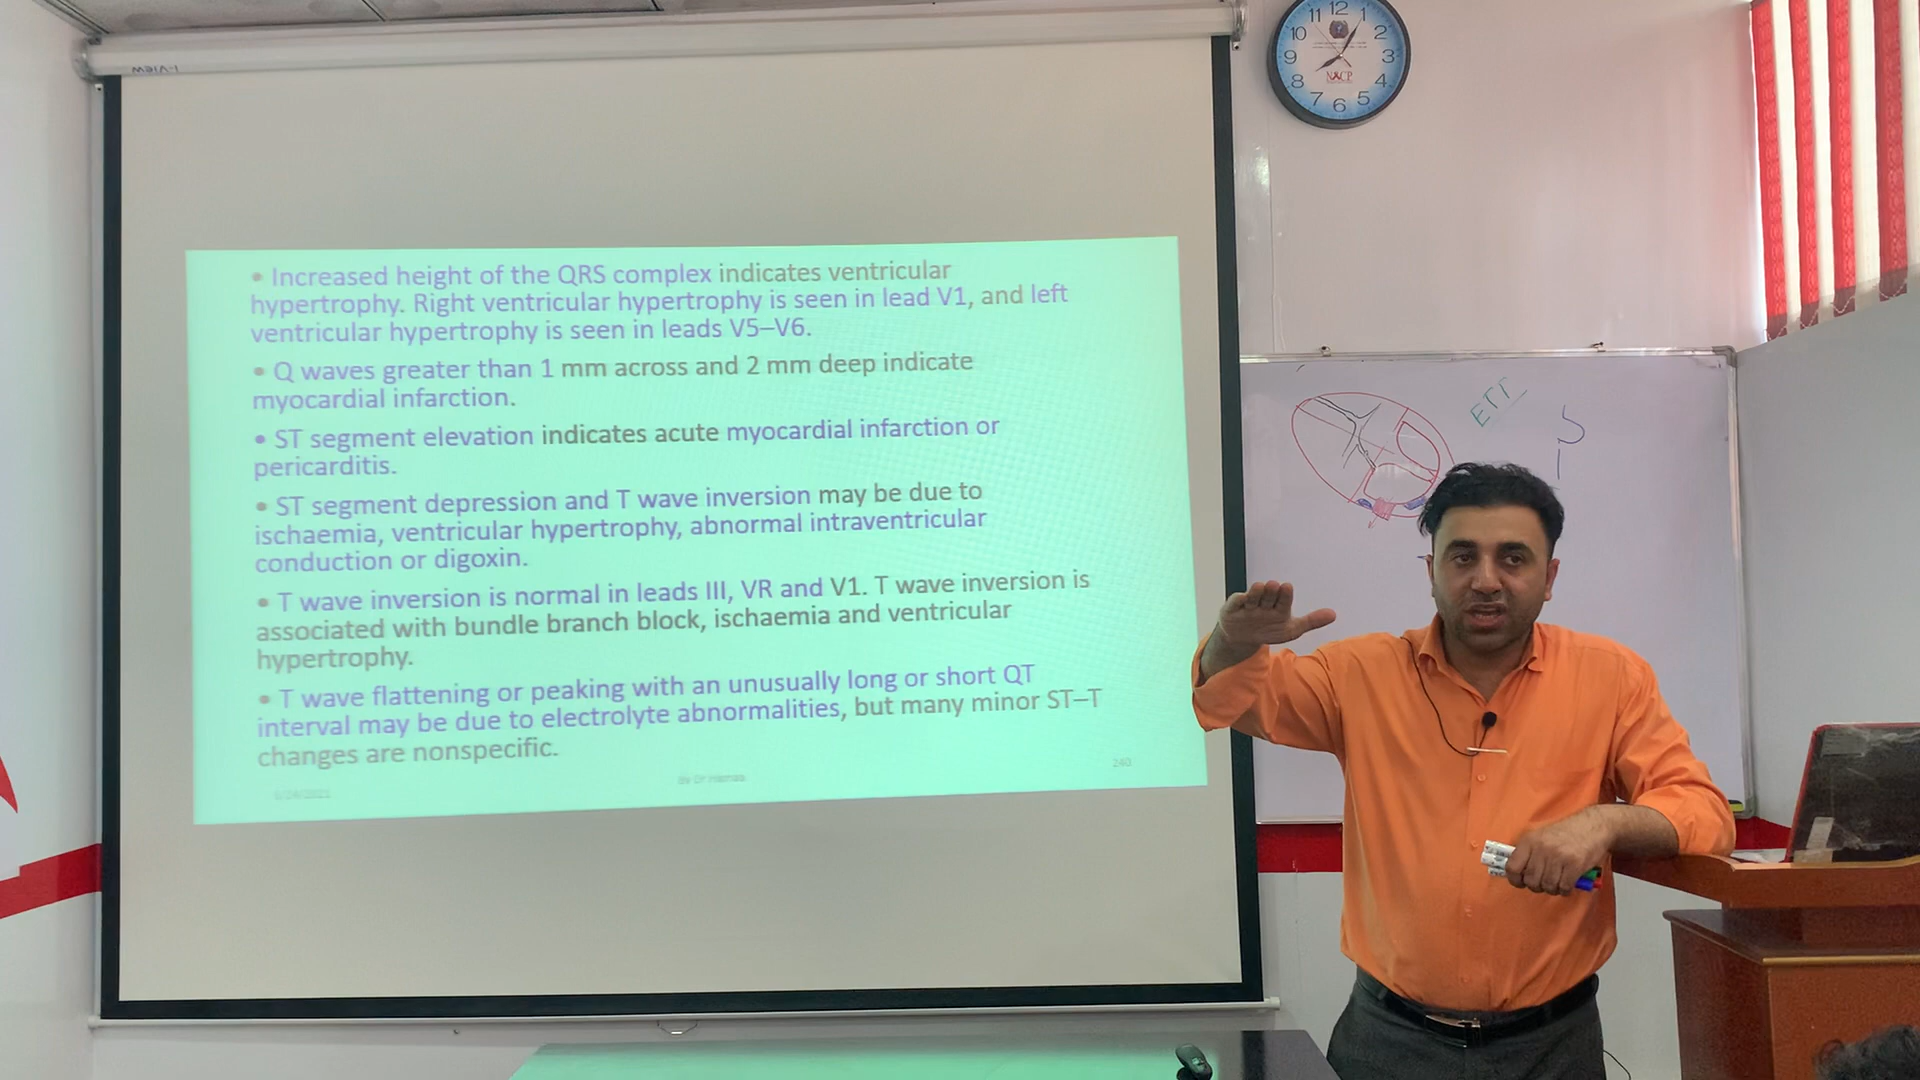 I-VIEW
• Increased height of the QRS complex indicates ventricular
hypertrophy. Right ventricular hypertrophy is seen in lead V1, and left
ventricular hypertrophy is seen in leads V5–V6.
• Q waves greater than 1 mm across and 2 mm deep indicate
myocardial infarction.
• ST segment elevation indicates acute myocardial infarction or
pericarditis.
• ST segment depression and T wave inversion may be due to
ischaemia, ventricular hypertrophy, abnormal intraventricular
conduction or digoxin.
• T wave inversion is normal in leads III, VR and V1. T wave inversion is
associated with bundle branch block, ischaemia and ventricular
hypertrophy.
• T wave flattening or peaking with an unusually long or short QT
interval may be due to electrolyte abnormalities, but many minor ST–T
changes are nonspecific.
By Dr
240
12
1
2
3
4
5
6
7
8
9
10
11
ETT